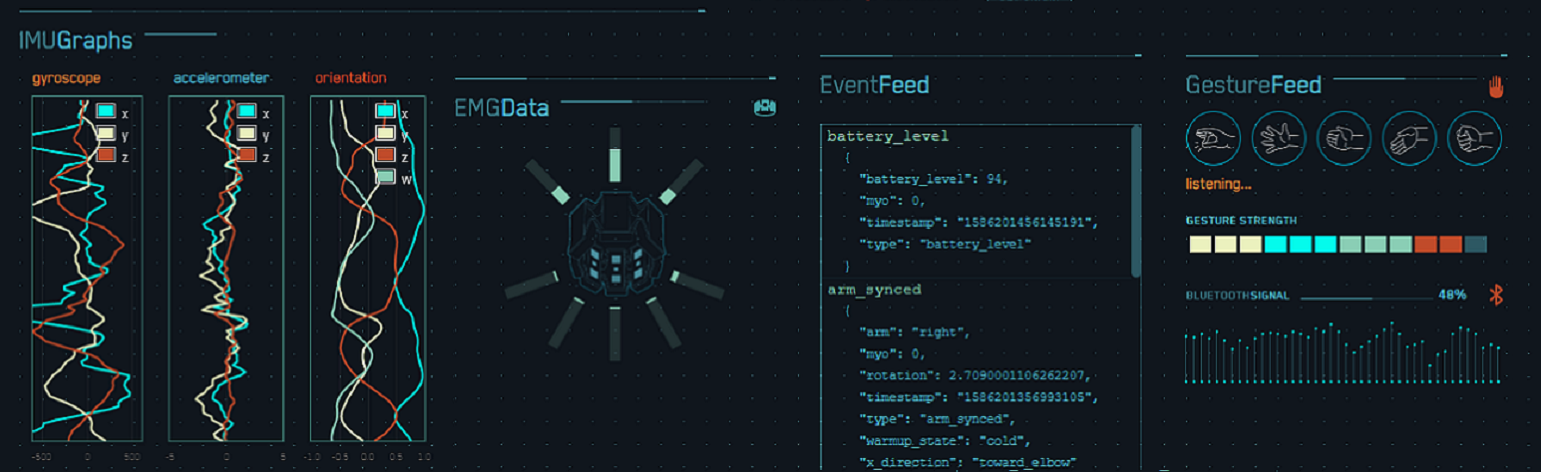 IMUGraphs
gyroscope
x
y
z
-500 0 500
accelerometer
x
y
z
-5 0 5
orientation
x
y
z
w
-1.0 -0.5 0.0 0.5 1.0
EMGData
EventFeed
battery_level
{
"battery_level": 94,
"myo": 0,
"timestamp": "1586201456145191",
"type": "battery_level"
}
arm_synced
{
"arm": "right",
"myo": 0,
"rotation": 2.7090001106262207,
"timestamp": "1586201356993105",
"type": "arm_synced",
"warmup_state": "cold",
"x_direction": "toward_elbow"
GestureFeed
listening...
GESTURE STRENGTH
BLUETOOTHSIGNAL 48%